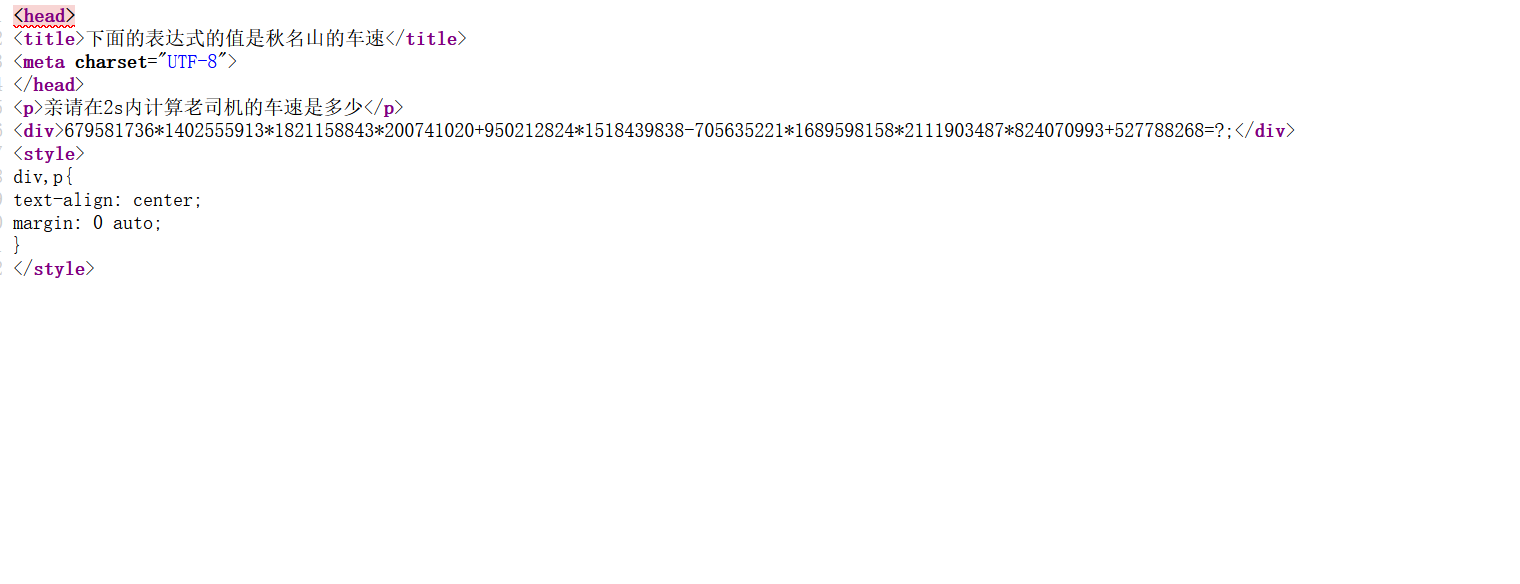 <head>
<title>下面的表达式的值是秋名山的车速</title>
<meta charset="UTF-8">
</head>
<p>亲请在2s内计算老司机的车速是多少</p>
<div>679581736*1402555913*1821158843*200741020+950212824*1518439838-705635221*1689598158*2111903487*824070993+527788268=?;</div>
<style>
div,p{
text-align: center;
margin: 0 auto;
}
</style>